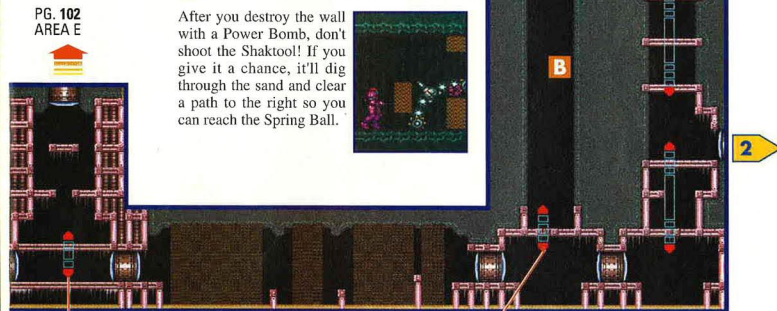 PG. 102
AREA E
After you destroy the wall
with a Power Bomb, don't
shoot the Shaktool! If you
give it a chance, it'll dig
through the sand and clear
a path to the right so you
can reach the Spring Ball.
B
2